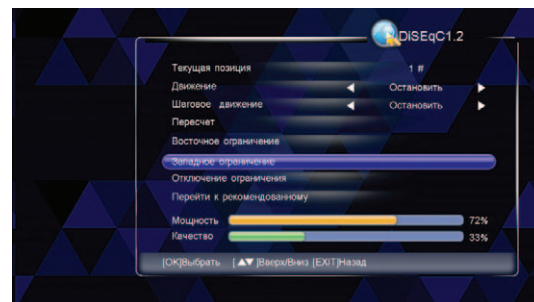 DiSEqC1.2
Текущая позиция 1 #
Движение ◀ Остановить ▶
Шаговое движение ◀ Остановить ▶
Пересчет
Восточное ограничение
Западное ограничение
Отключение ограничения
Перейти к рекомендованному
Мощность 72%
Качество 33%
[OK]Выбрать [▲▼]Вверх/Вниз [EXIT]Назад